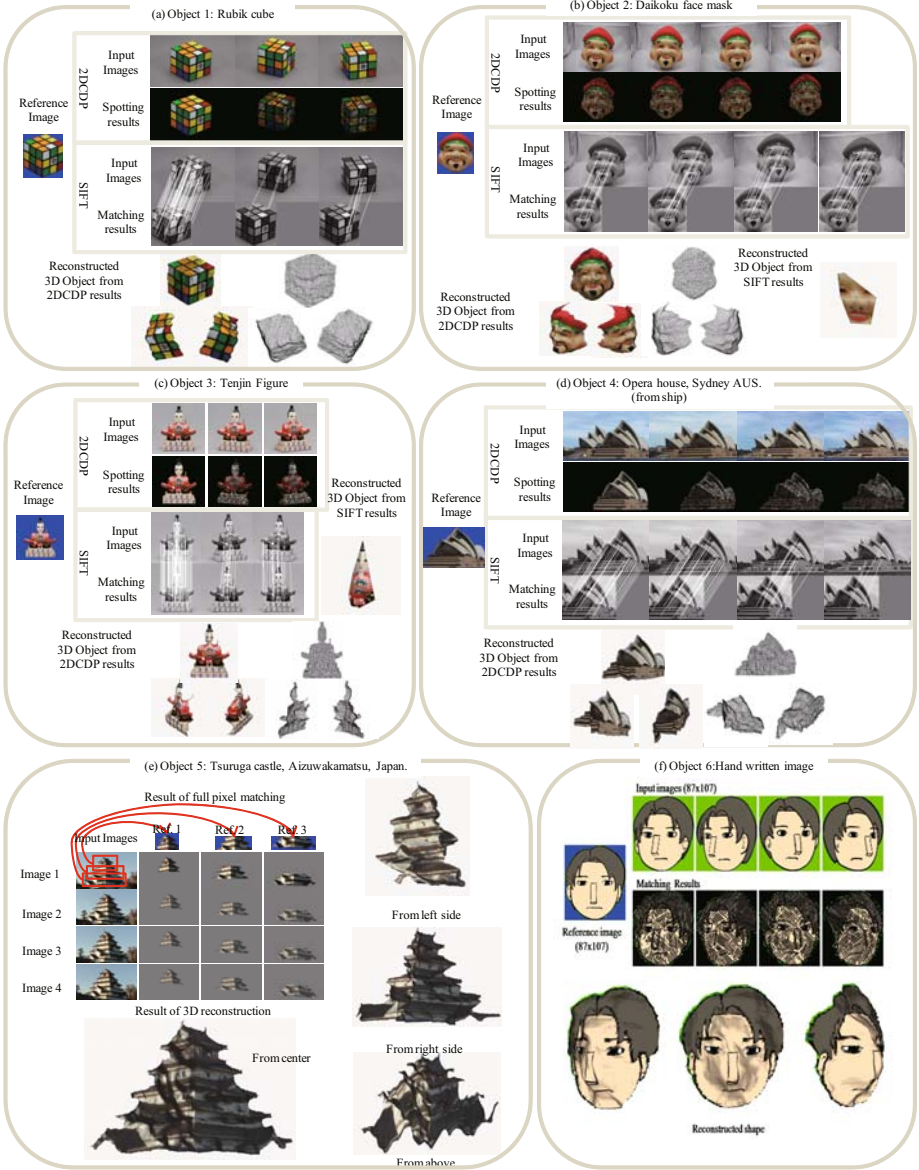 (a) Object 1: Rubik cube
2DCDP
Input
Images
Spotting
results
Reference
Image
SIFT
Input
Images
Matching
results
Reconstructed
3D Object from
2DCDP results
(b) Object 2: Daikoku face mask
2DCDP
Input
Images
Spotting
results
Reference
Image
SIFT
Input
Images
Matching
results
Reconstructed
3D Object from
2DCDP results
Reconstructed
3D Object from
SIFT results
(c) Object 3: Tenjin Figure
2DCDP
Input
Images
Spotting
results
Reference
Image
SIFT
Input
Images
Matching
results
Reconstructed
3D Object from
SIFT results
Reconstructed
3D Object from
2DCDP results
(d) Object 4: Opera house, Sydney AUS.
(from ship)
2DCDP
Input
Images
Spotting
results
Reference
Image
SIFT
Input
Images
Matching
results
Reconstructed
3D Object from
2DCDP results
(e) Object 5: Tsuruga castle, Aizuwakamatsu, Japan.
Result of full pixel matching
Input Images
Ref. 1
Ref. 2
Ref. 3
Image 1
Image 2
Image 3
Image 4
Result of 3D reconstruction
From center
From left side
From right side
From above
(f) Object 6:Hand written image
Input images (87x107)
Matching Results
Reference image
(87x107)
Reconstructed shape